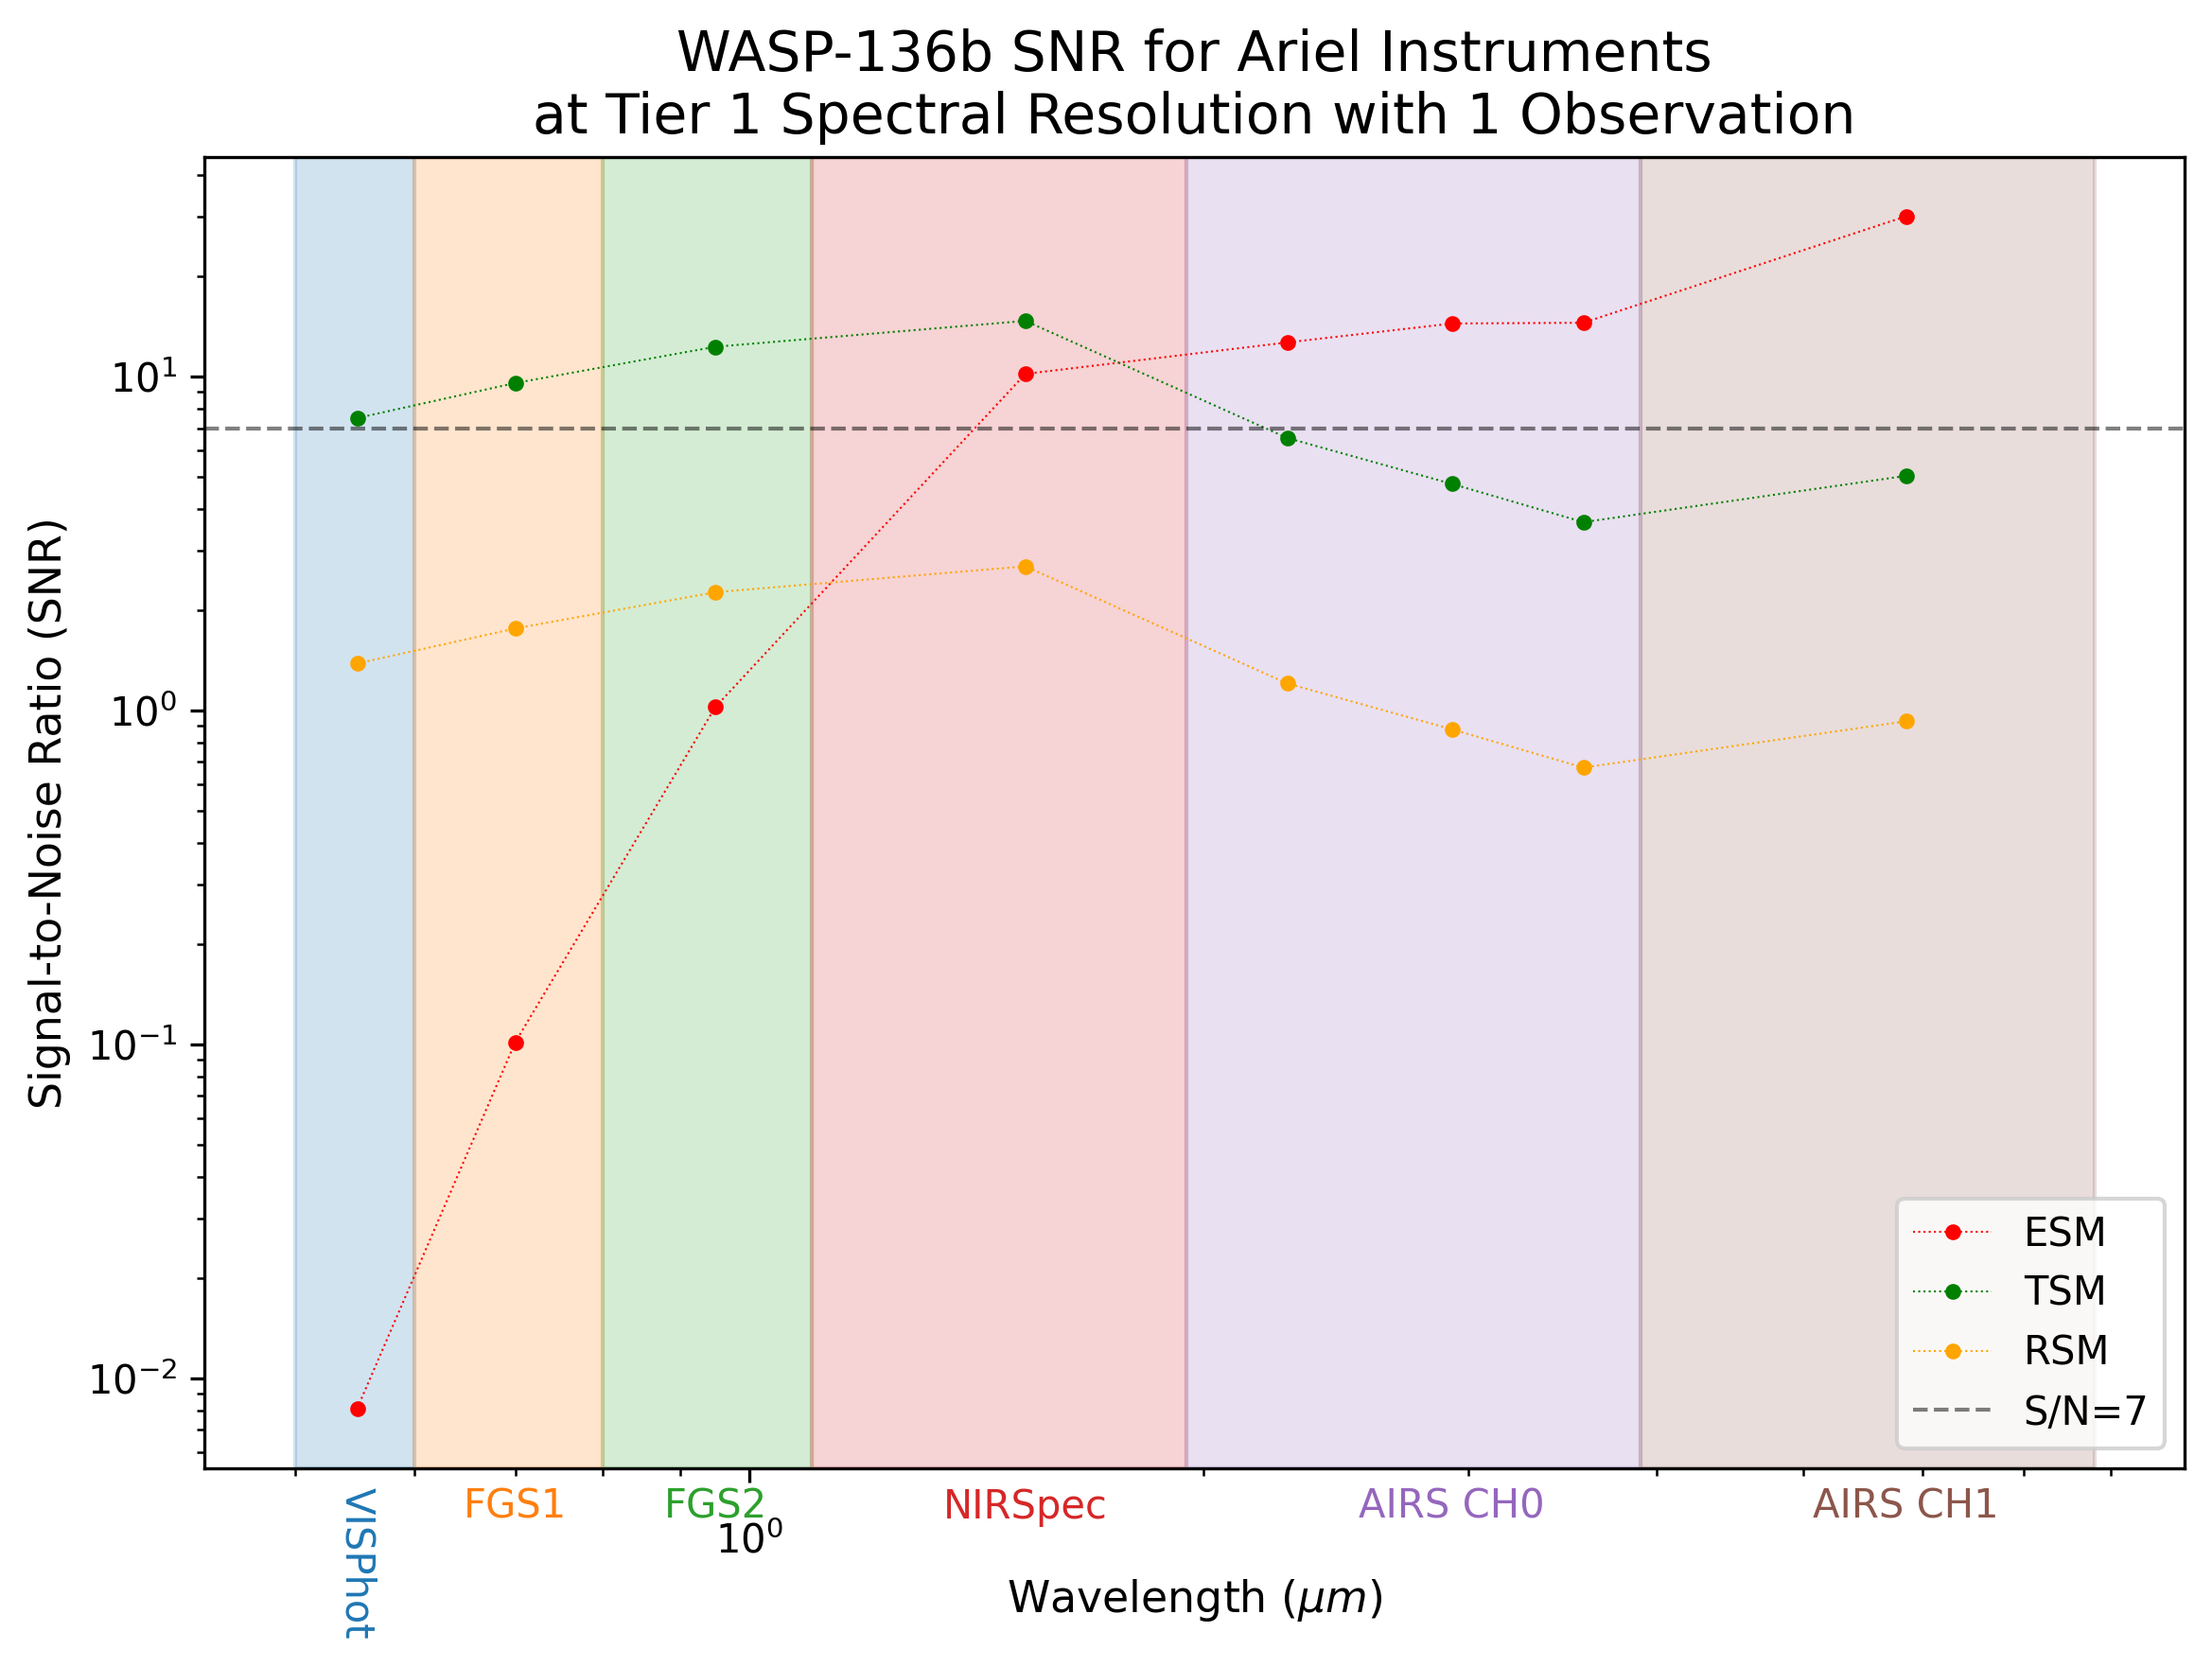 WASP-136b SNR for Ariel Instruments
at Tier 1 Spectral Resolution with 1 Observation
Signal-to-Noise Ratio (SNR)
10¹
10⁰
10⁻¹
10⁻²
ESM
TSM
RSM
S/N=7
VISPhot
FGS1
FGS2
NIRSpec
AIRS CH0
AIRS CH1
10⁰
Wavelength (μm)